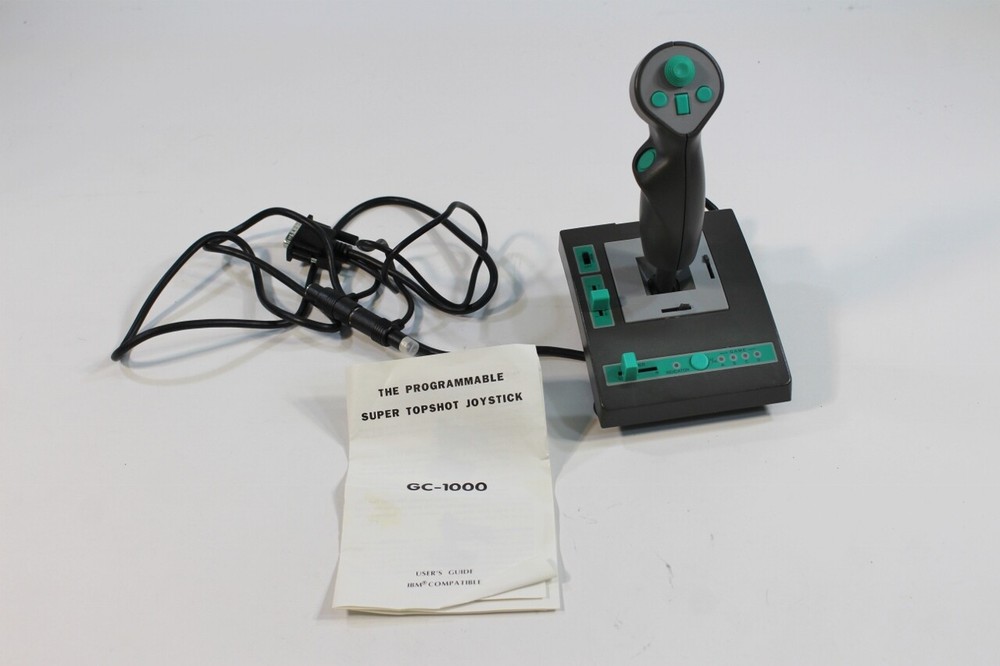 THE PROGRAMMABLE
SUPER TOPSHOT JOYSTICK
GC-1000
USER'S GUIDE
IBM® COMPATIBLE